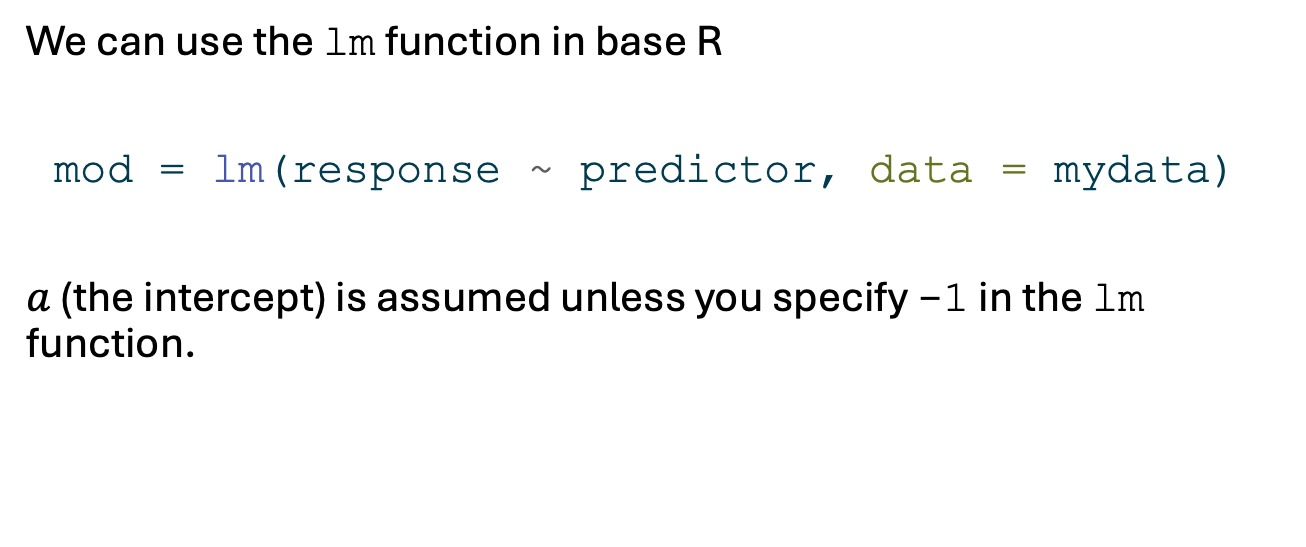 We can use the lm function in base R
mod = lm(response ~ predictor, data = mydata)
𝑎 (the intercept) is assumed unless you specify −1 in the lm
function.